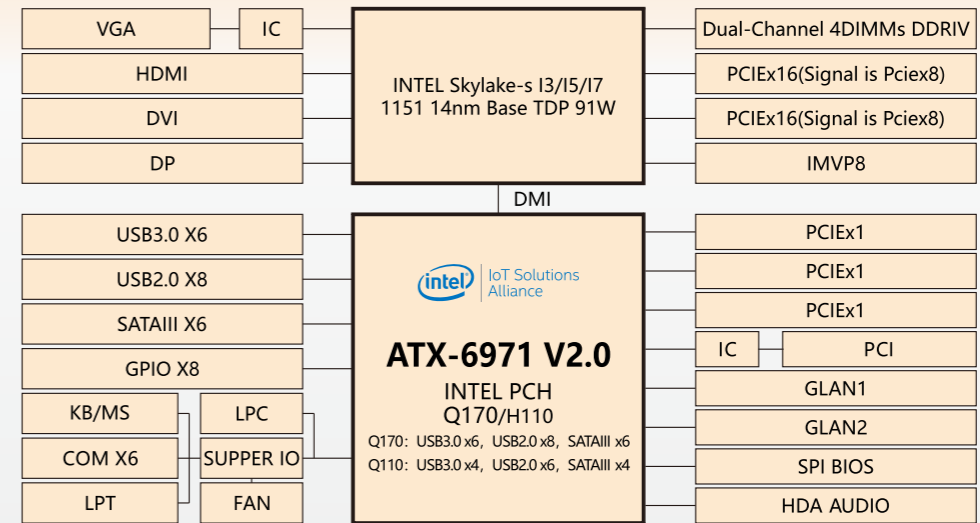 VGA
IC
HDMI
DVI
DP
INTEL Skylake-s I3/I5/I7
1151 14nm Base TDP 91W
Dual-Channel 4DIMMs DDRIV
PCIEx16(Signal is Pciex8)
PCIEx16(Signal is Pciex8)
IMVP8
DMI
USB3.0 X6
USB2.0 X8
SATAIII X6
GPIO X8
KB/MS
LPC
COM X6
SUPPER IO
LPT
FAN
intel
IoT Solutions
Alliance
ATX-6971 V2.0
INTEL PCH
Q170/H110
Q170: USB3.0 x6, USB2.0 x8, SATAIII x6
Q110: USB3.0 x4, USB2.0 x6, SATAIII x4
PCIEx1
PCIEx1
PCIEx1
IC
PCI
GLAN1
GLAN2
SPI BIOS
HDA AUDIO